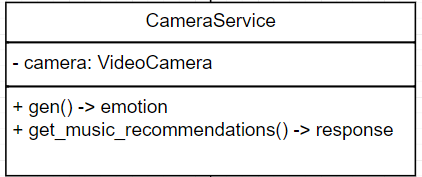 CameraService
- camera: VideoCamera
+ gen() -> emotion
+ get_music_recommendations() -> response